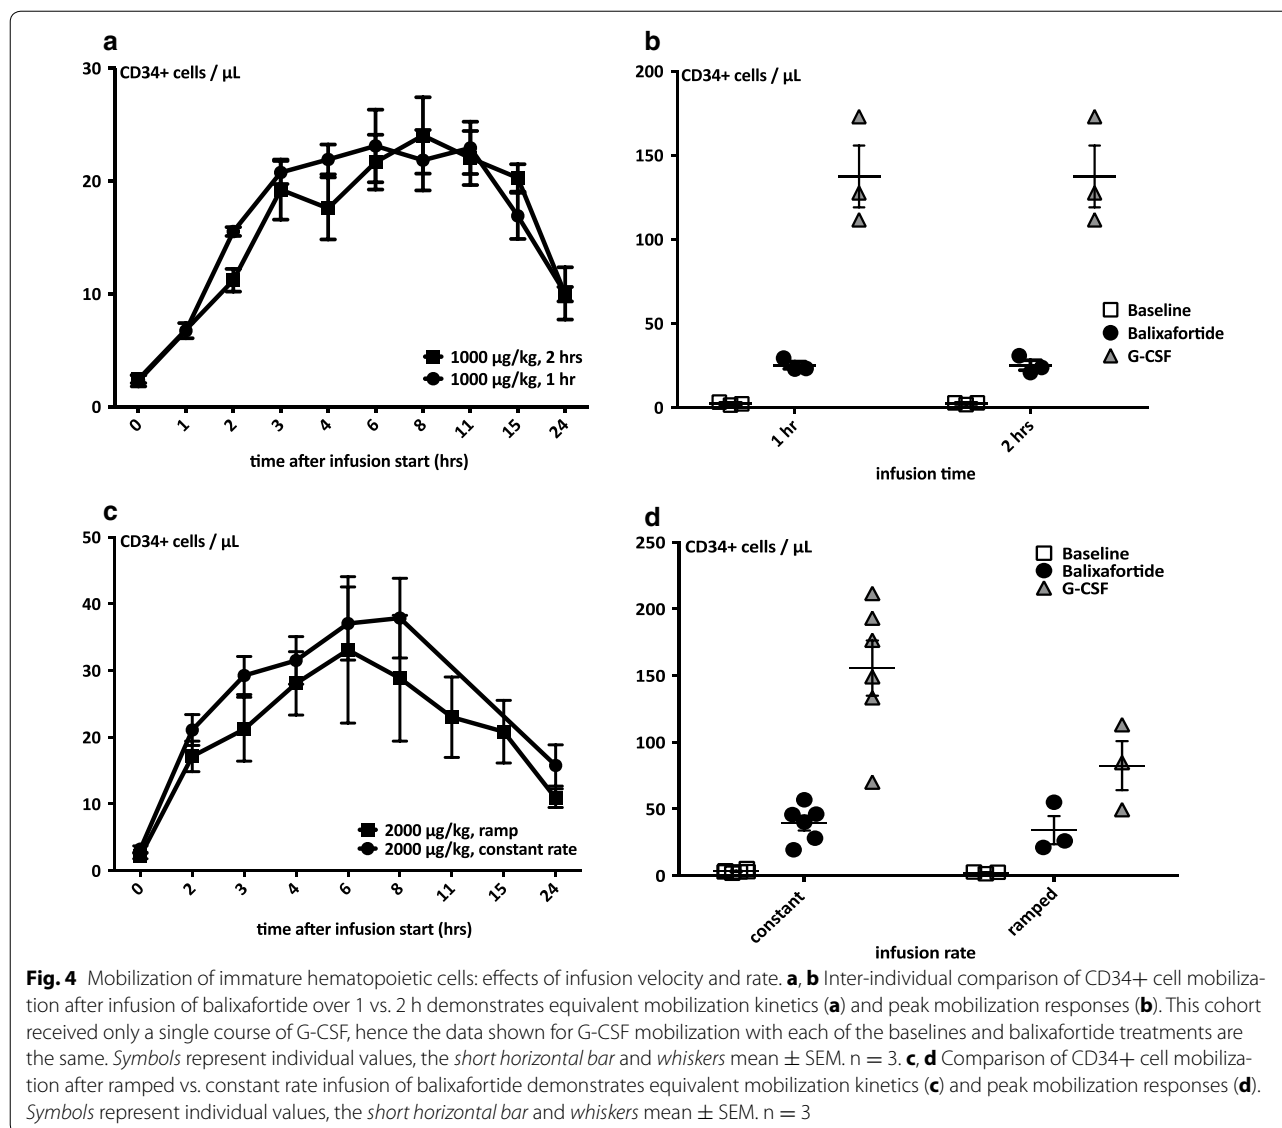 a
CD34+ cells / µL
30
20
10
0
0 1 2 3 4 6 8 11 15 24
1000 µg/kg, 2 hrs
1000 µg/kg, 1 hr
time after infusion start (hrs)
b
CD34+ cells / µL
200
150
100
50
0
Baseline
Balixafortide
G-CSF
1 hr 2 hrs
infusion time
c
CD34+ cells / µL
50
40
30
20
10
0
2000 µg/kg, ramp
2000 µg/kg, constant rate
0 2 3 4 6 8 11 15 24
time after infusion start (hrs)
d
CD34+ cells / µL
250
200
150
100
50
0
Baseline
Balixafortide
G-CSF
constant ramped
infusion rate
Fig. 4 Mobilization of immature hematopoietic cells: effects of infusion velocity and rate. a, b Inter-individual comparison of CD34+ cell mobiliza-
tion after infusion of balixafortide over 1 vs. 2 h demonstrates equivalent mobilization kinetics (a) and peak mobilization responses (b). This cohort
received only a single course of G-CSF, hence the data shown for G-CSF mobilization with each of the baselines and balixafortide treatments are
the same. Symbols represent individual values, the short horizontal bar and whiskers mean ± SEM. n = 3. c, d Comparison of CD34+ cell mobiliza-
tion after ramped vs. constant rate infusion of balixafortide demonstrates equivalent mobilization kinetics (c) and peak mobilization responses (d).
Symbols represent individual values, the short horizontal bar and whiskers mean ± SEM. n = 3